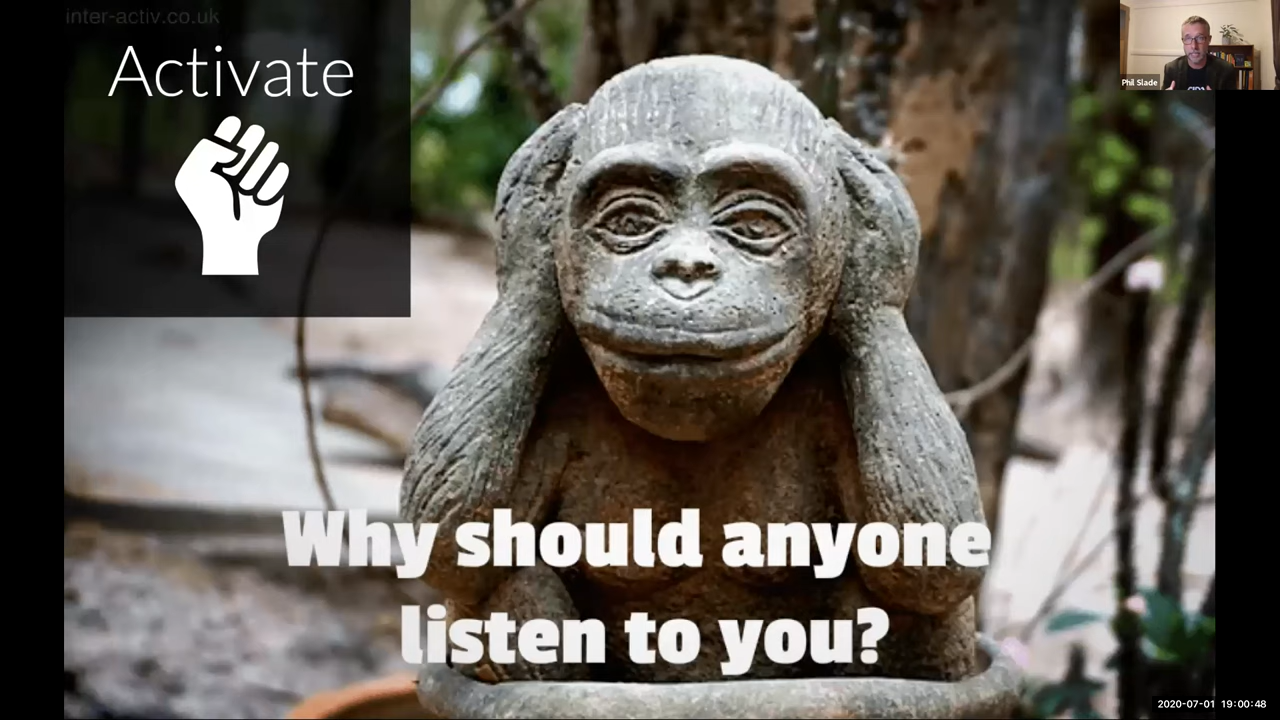 inter-activ.co.uk
Activate
Phil Slade
Why should anyone
listen to you?
2020-07-01 19:00:48